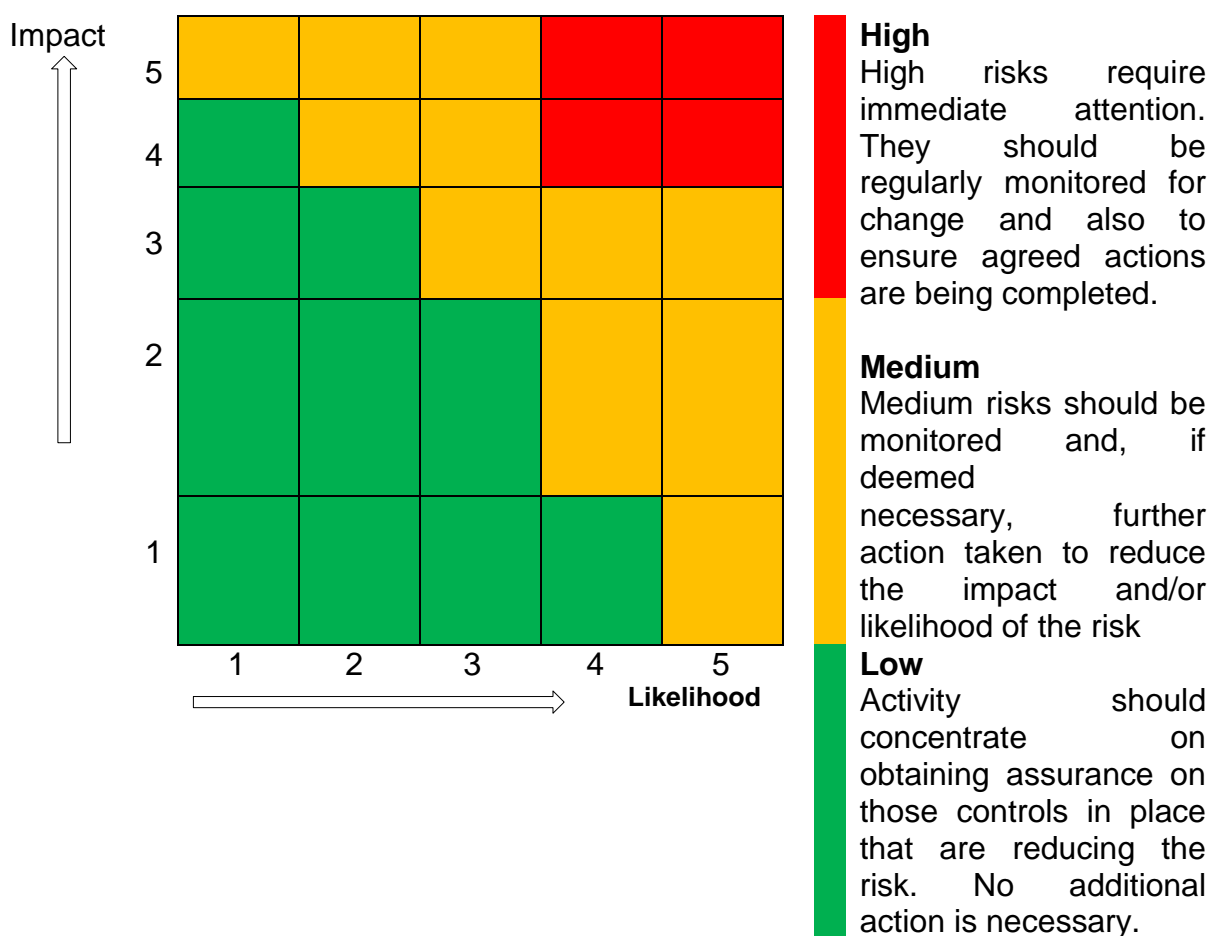 Impact
5
4
3
2
1
1 2 3 4 5
Likelihood
High
High risks require
immediate attention.
They should be
regularly monitored for
change and also to
ensure agreed actions
are being completed.
Medium
Medium risks should be
monitored and, if
deemed
necessary, further
action taken to reduce
the impact and/or
likelihood of the risk
Low
Activity should
concentrate on
obtaining assurance on
those controls in place
that are reducing the
risk. No additional
action is necessary.